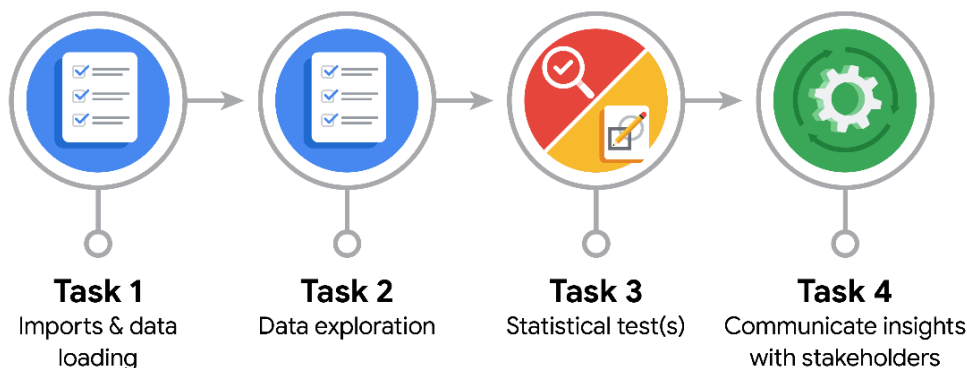 Task 1
Imports & data
loading
Task 2
Data exploration
Task 3
Statistical test(s)
Task 4
Communicate insights
with stakeholders